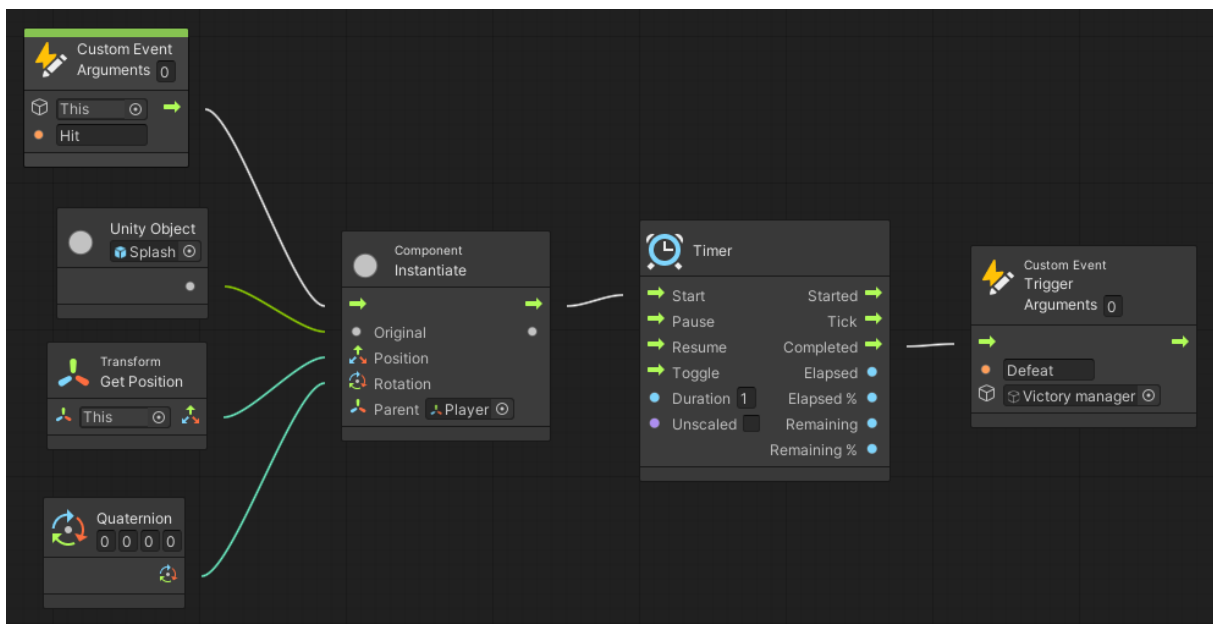 Custom Event
Arguments 0
This
Hit
Unity Object
Splash
Transform
Get Position
This
Quaternion
0 0 0 0
Component
Instantiate
Original
Position
Rotation
Parent Player
Timer
Start Started
Pause Tick
Resume Completed
Toggle Elapsed
Duration 1 Elapsed %
Unscaled Remaining
Remaining %
Custom Event
Trigger
Arguments 0
Defeat
Victory manager